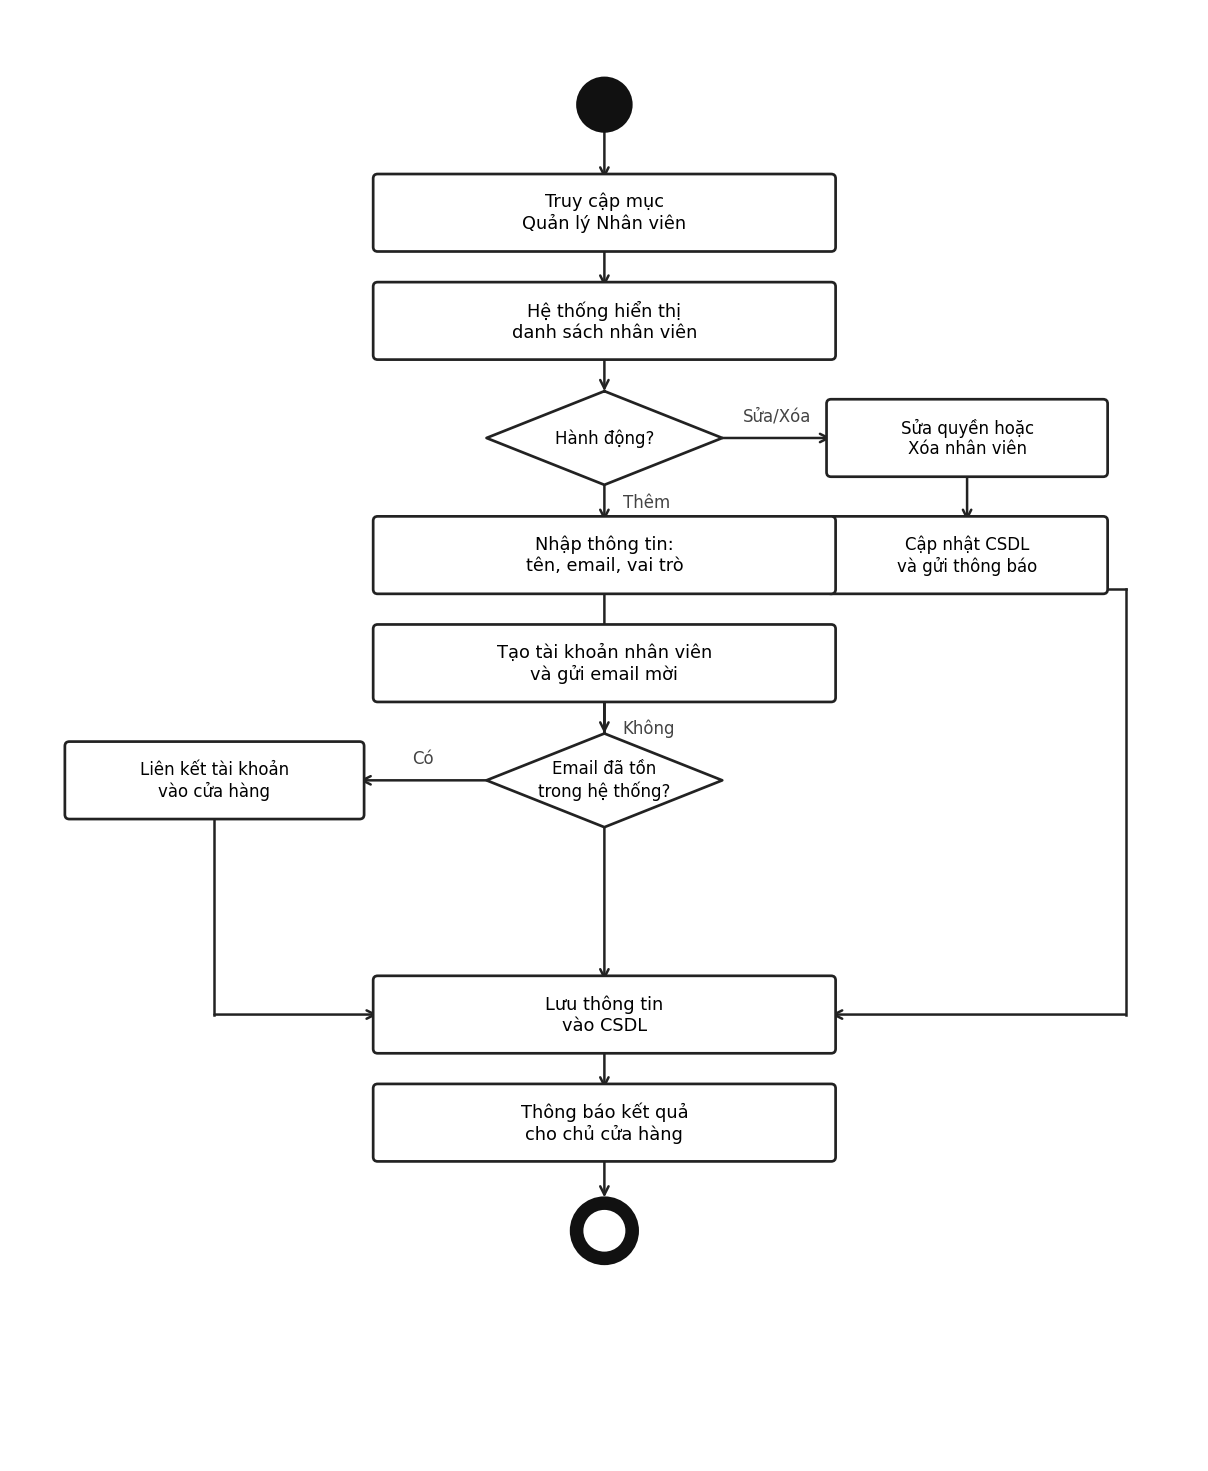 Truy cập mục
Quản lý Nhân viên
Hệ thống hiển thị
danh sách nhân viên
Hành động?
Sửa/Xóa
Sửa quyền hoặc
Xóa nhân viên
Thêm
Nhập thông tin:
tên, email, vai trò
Cập nhật CSDL
và gửi thông báo
Tạo tài khoản nhân viên
và gửi email mời
Không
Có
Email đã tồn
trong hệ thống?
Liên kết tài khoản
vào cửa hàng
Lưu thông tin
vào CSDL
Thông báo kết quả
cho chủ cửa hàng